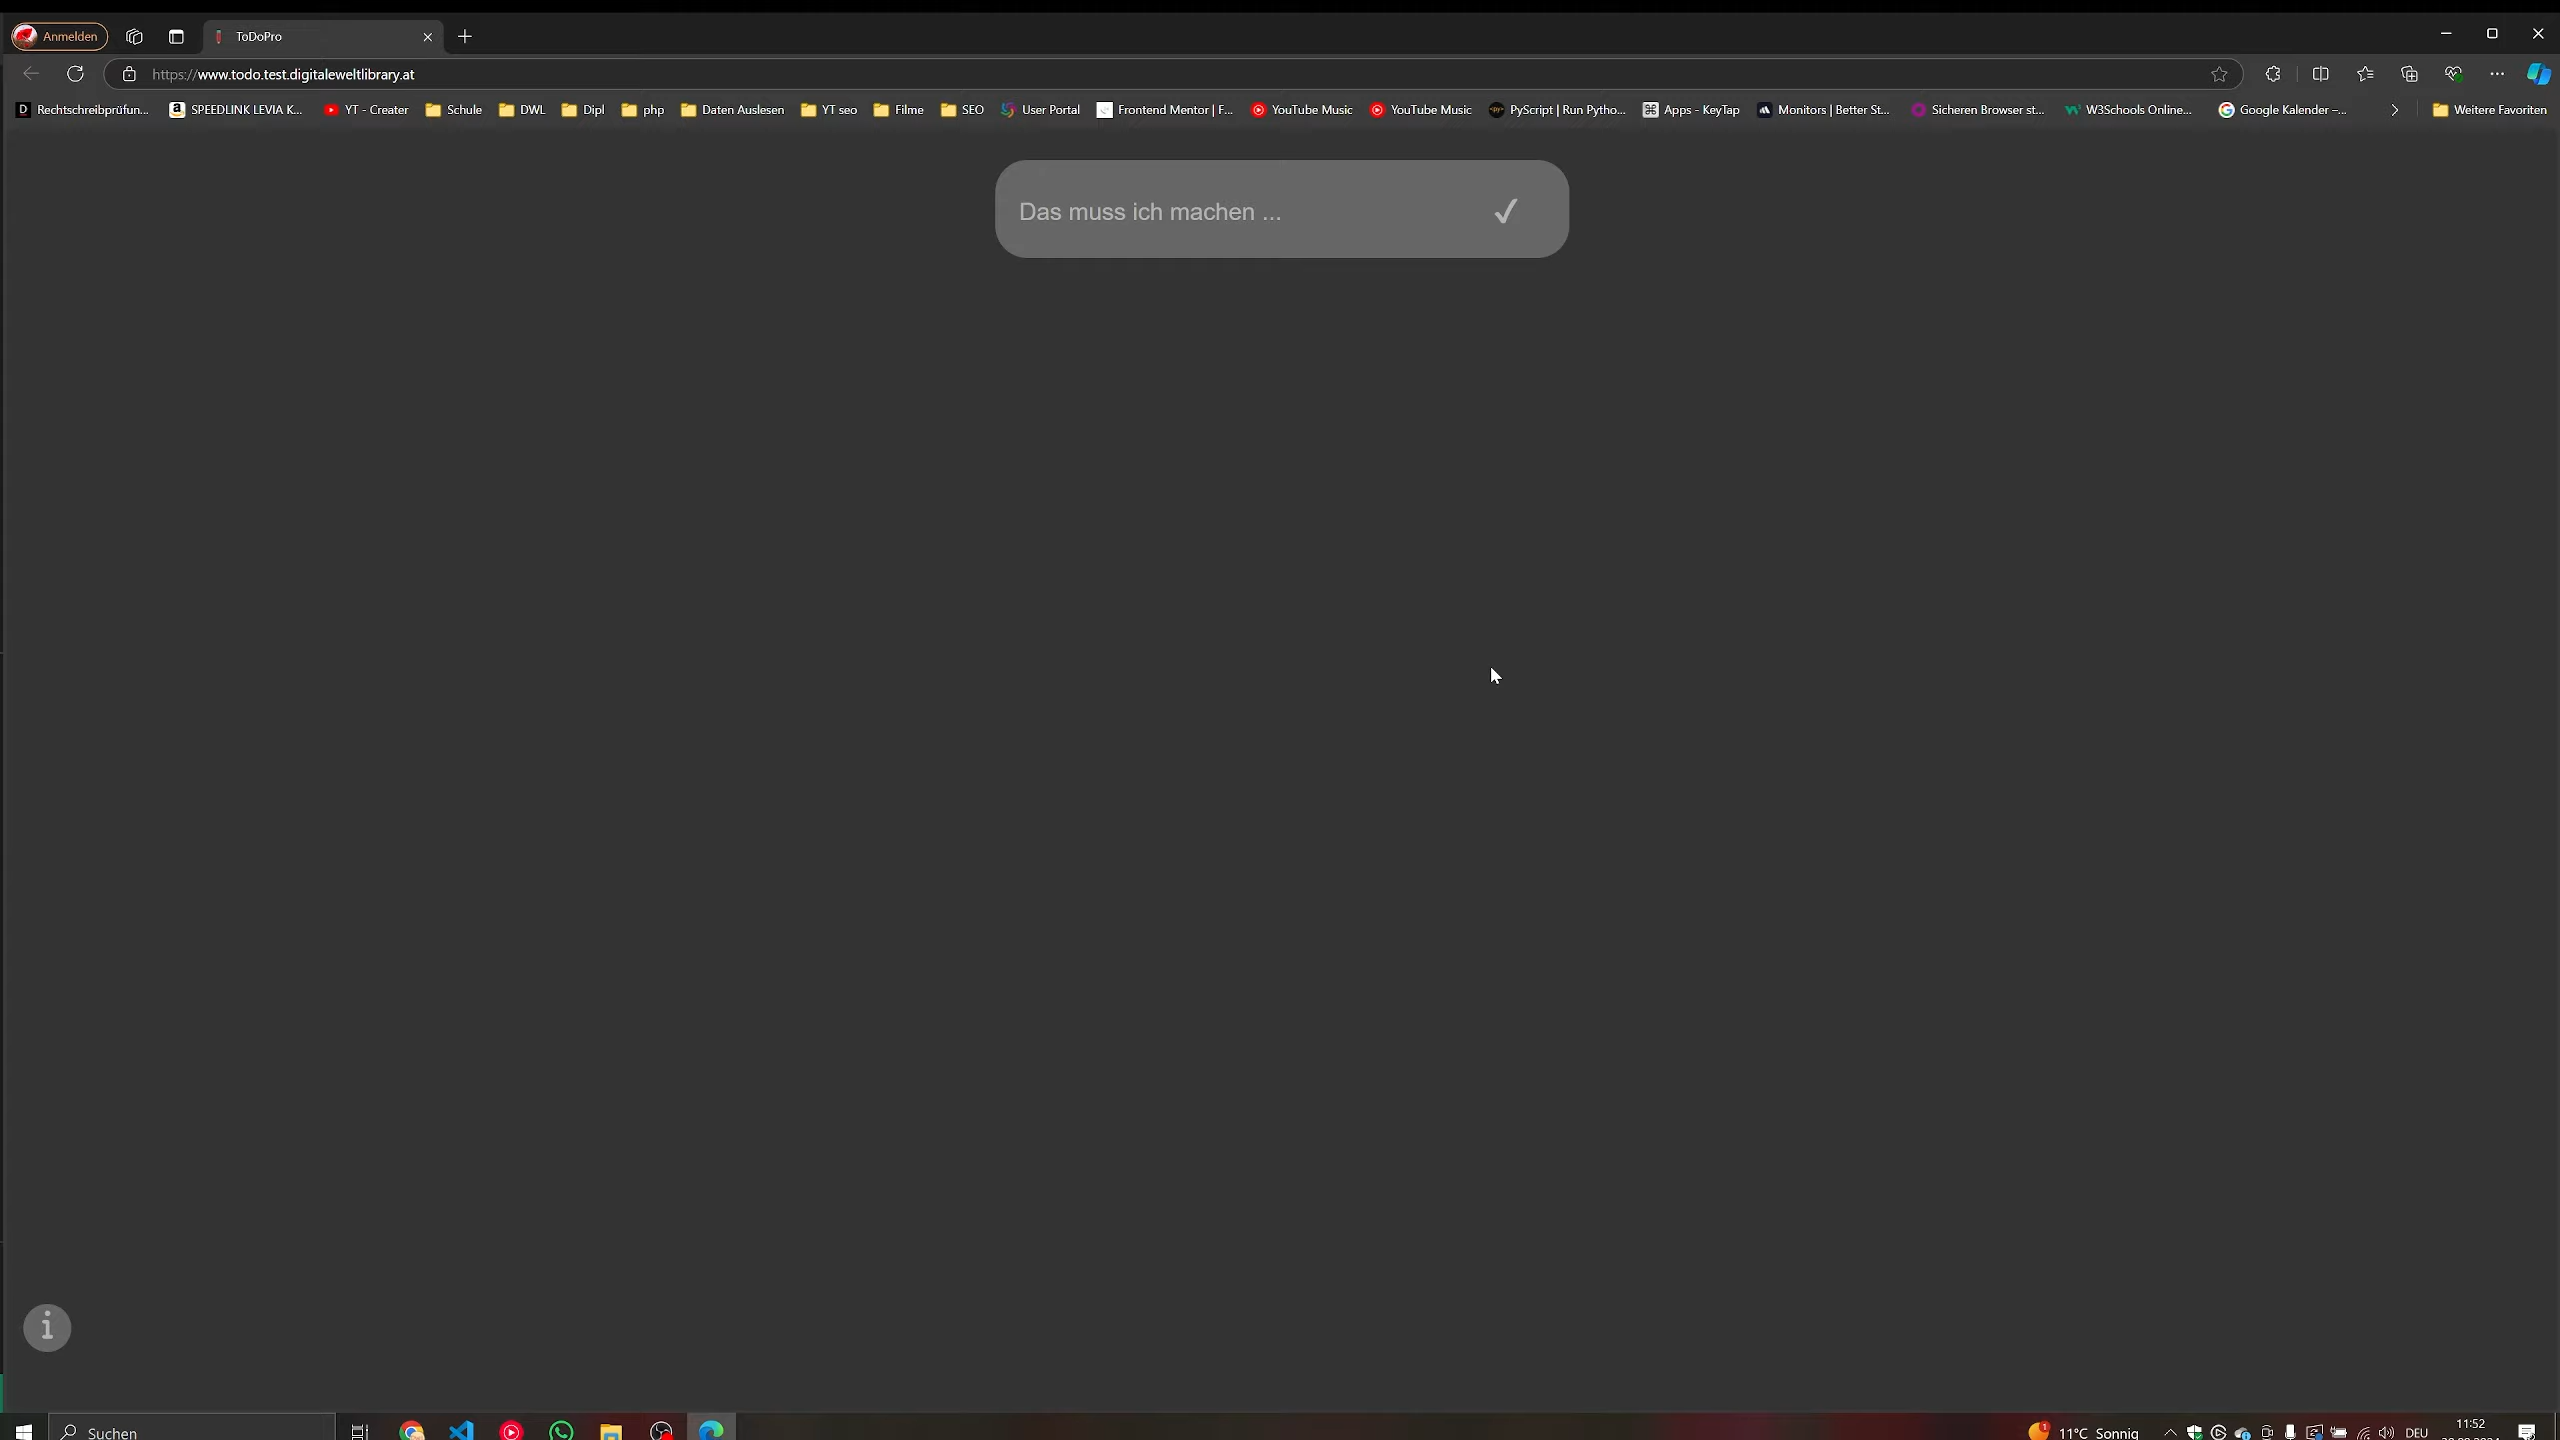 Anmelden
ToDoPro
https://www.todo.test.digitaleweltlibrary.at
Rechtschreibprüfun...
SPEEDLINK LEVIA K...
YT - Creater
Schule
DWL
Dipl
php
Daten Auslesen
YT seo
Filme
SEO
User Portal
Frontend Mentor | F...
YouTube Music
YouTube Music
PyScript | Run Pytho...
Apps - KeyTap
Monitors | Better St...
Sicheren Browser st...
W3Schools Online...
Google Kalender –...
Weitere Favoriten
Das muss ich machen ...
Suchen
11°C Sonnig
DEU
11:52